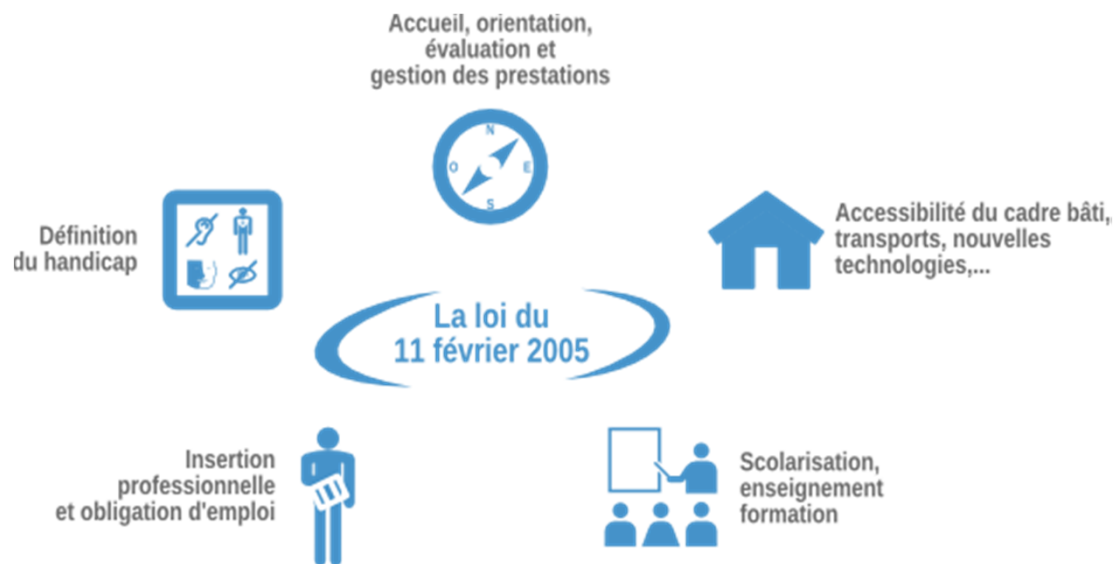 Accueil, orientation,
évaluation et
gestion des prestations
N
O
E
S
Définition
du handicap
Accessibilité du cadre bâti,
transports, nouvelles
technologies,...
La loi du
11 février 2005
Insertion
professionnelle
et obligation d'emploi
Scolarisation,
enseignement
formation